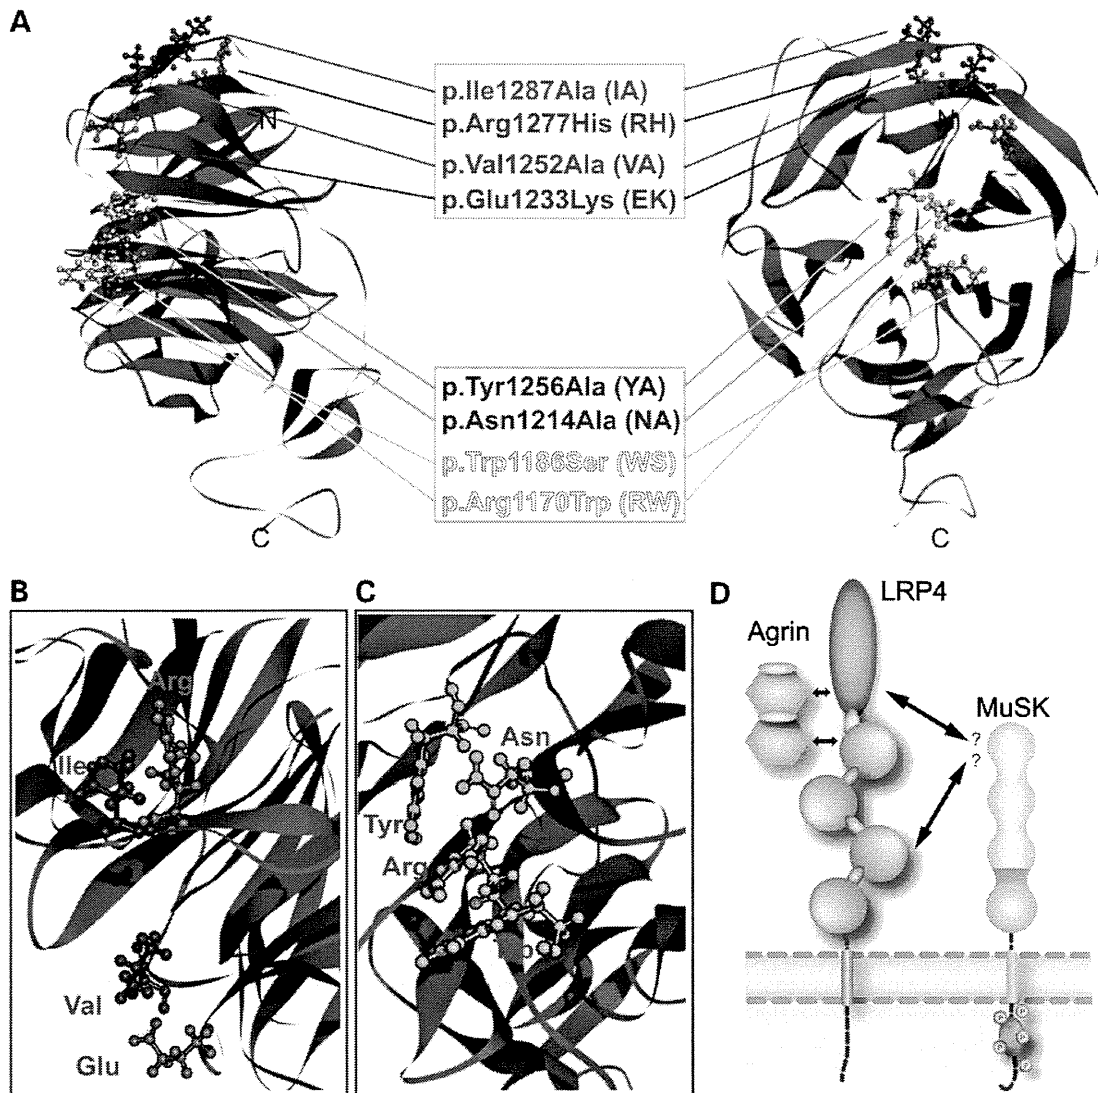 A
N
N
p.Ile1287Ala (IA)
p.Arg1277His (RH)
p.Val1252Ala (VA)
p.Glu1233Lys (EK)
p.Tyr1256Ala (YA)
p.Asn1214Ala (NA)
p.Trp1186Ser (WS)
p.Arg1170Trp (RW)
C
C
B
Arg
Ile
Val
Glu
C
Asn
Tyr
Arg
D
LRP4
Agrin
MuSK
?
?